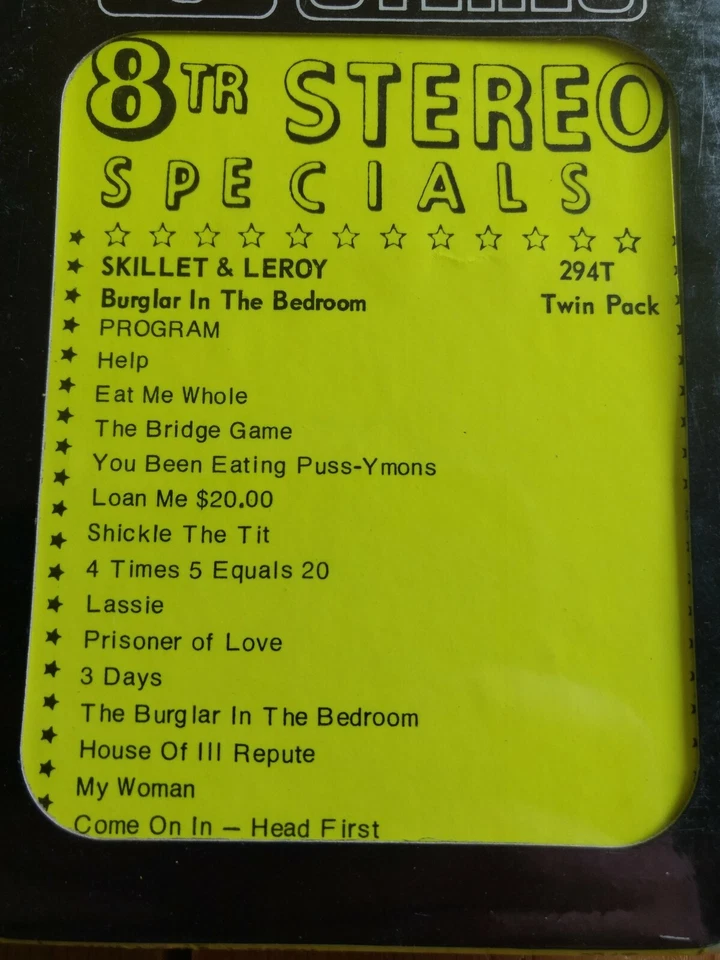 STEREO
8TR STEREO
SPECIALS
SKILLET & LEROY 294T
Burglar In The Bedroom Twin Pack
PROGRAM
Help
Eat Me Whole
The Bridge Game
You Been Eating Puss-Ymons
Loan Me $20.00
Shickle The Tit
4 Times 5 Equals 20
Lassie
Prisoner of Love
3 Days
The Burglar In The Bedroom
House Of Ill Repute
My Woman
Come On In — Head First